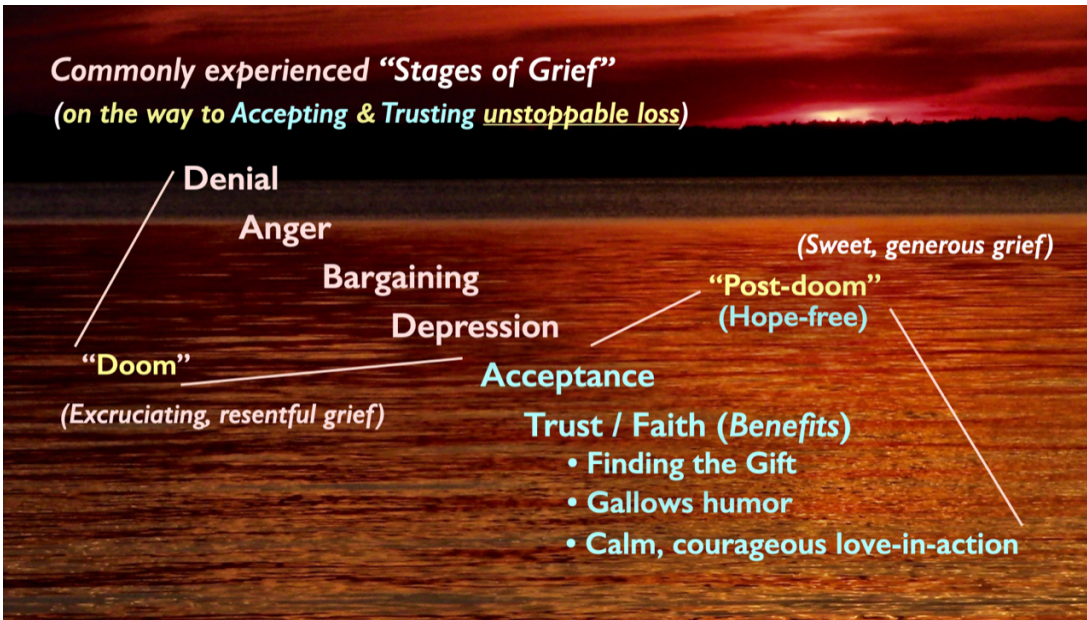 Commonly experienced “Stages of Grief”
(on the way to Accepting & Trusting unstoppable loss)
Denial
Anger
(Sweet, generous grief)
Bargaining
“Post-doom”
(Hope-free)
Depression
“Doom”
Acceptance
(Excruciating, resentful grief)
Trust / Faith (Benefits)
• Finding the Gift
• Gallows humor
• Calm, courageous love-in-action